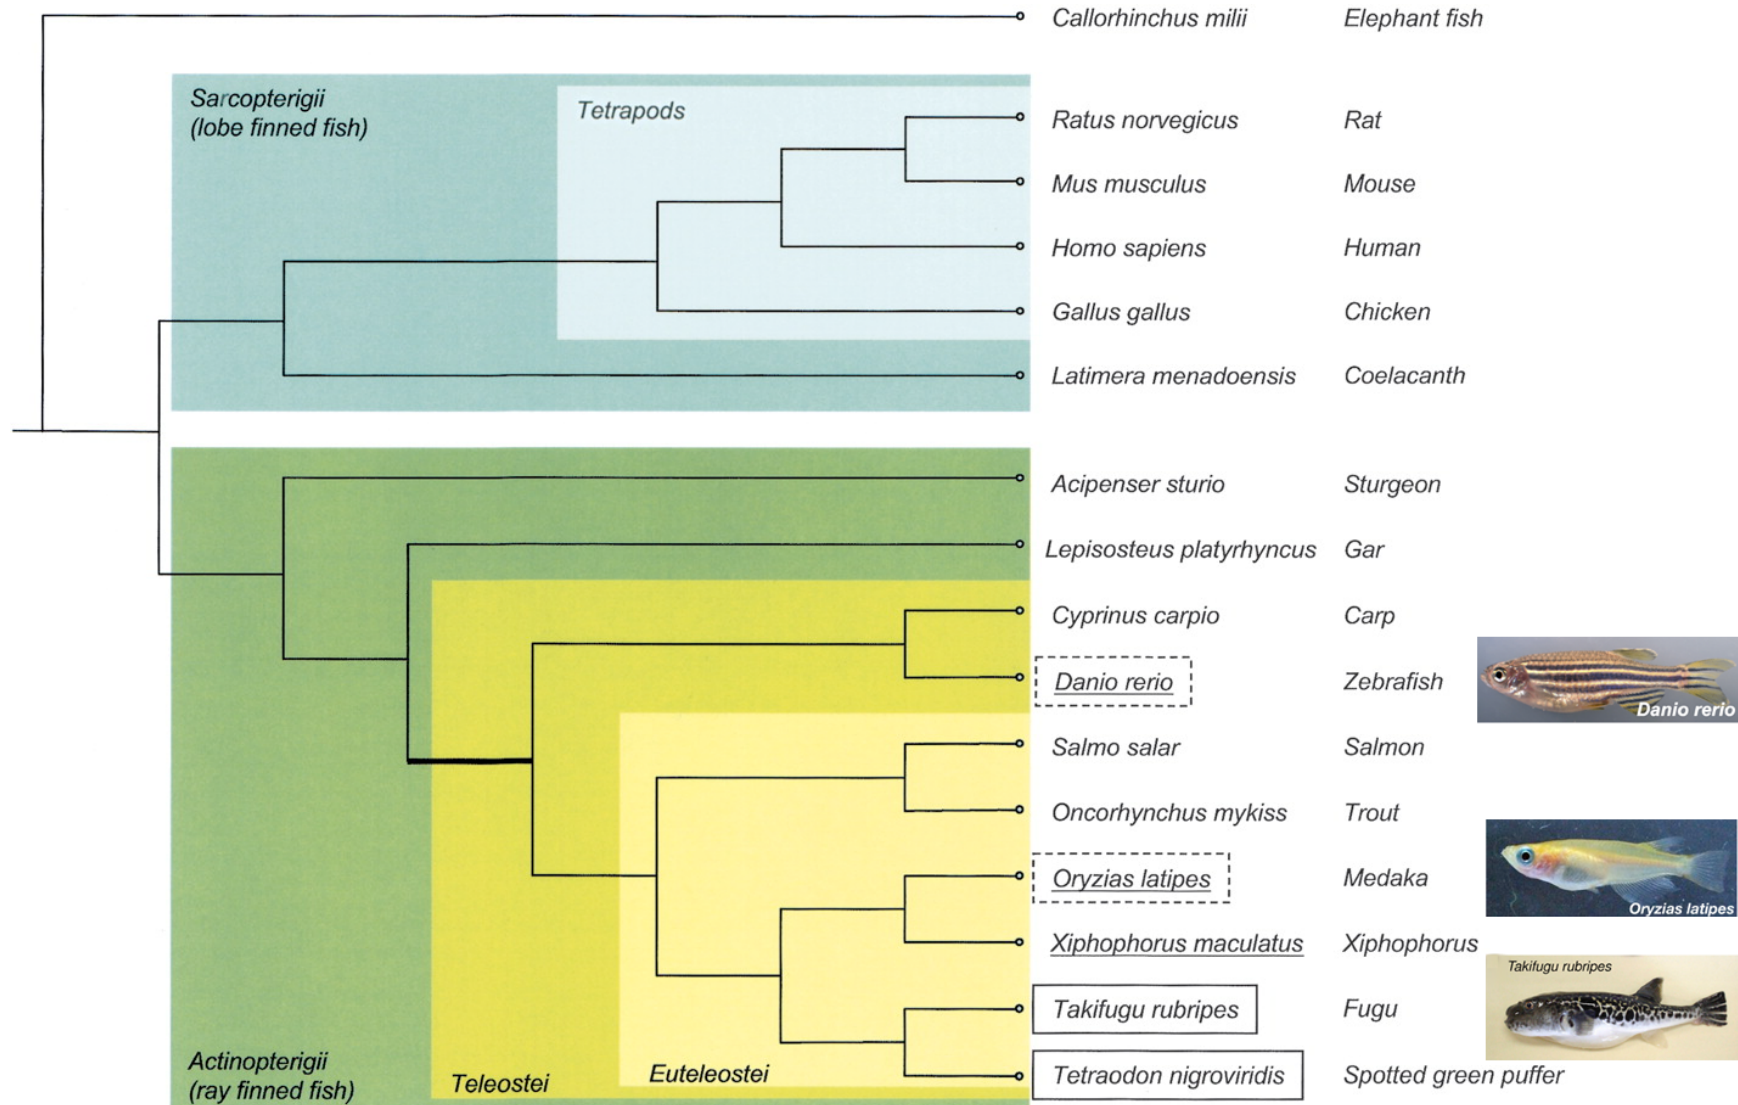 Callorhinchus milii Elephant fish
Sarcopterigii
(lobe finned fish)
Tetrapods
Ratus norvegicus Rat
Mus musculus Mouse
Homo sapiens Human
Gallus gallus Chicken
Latimera menadoensis Coelacanth
Acipenser sturio Sturgeon
Lepisosteus platyrhyncus Gar
Cyprinus carpio Carp
Danio rerio Zebrafish
Danio rerio
Salmo salar Salmon
Oncorhynchus mykiss Trout
Oryzias latipes Medaka
Oryzias latipes
Xiphophorus maculatus Xiphophorus
Takifugu rubripes
Takifugu rubripes Fugu
Tetraodon nigroviridis Spotted green puffer
Actinopterigii
(ray finned fish)
Teleostei
Euteleostei